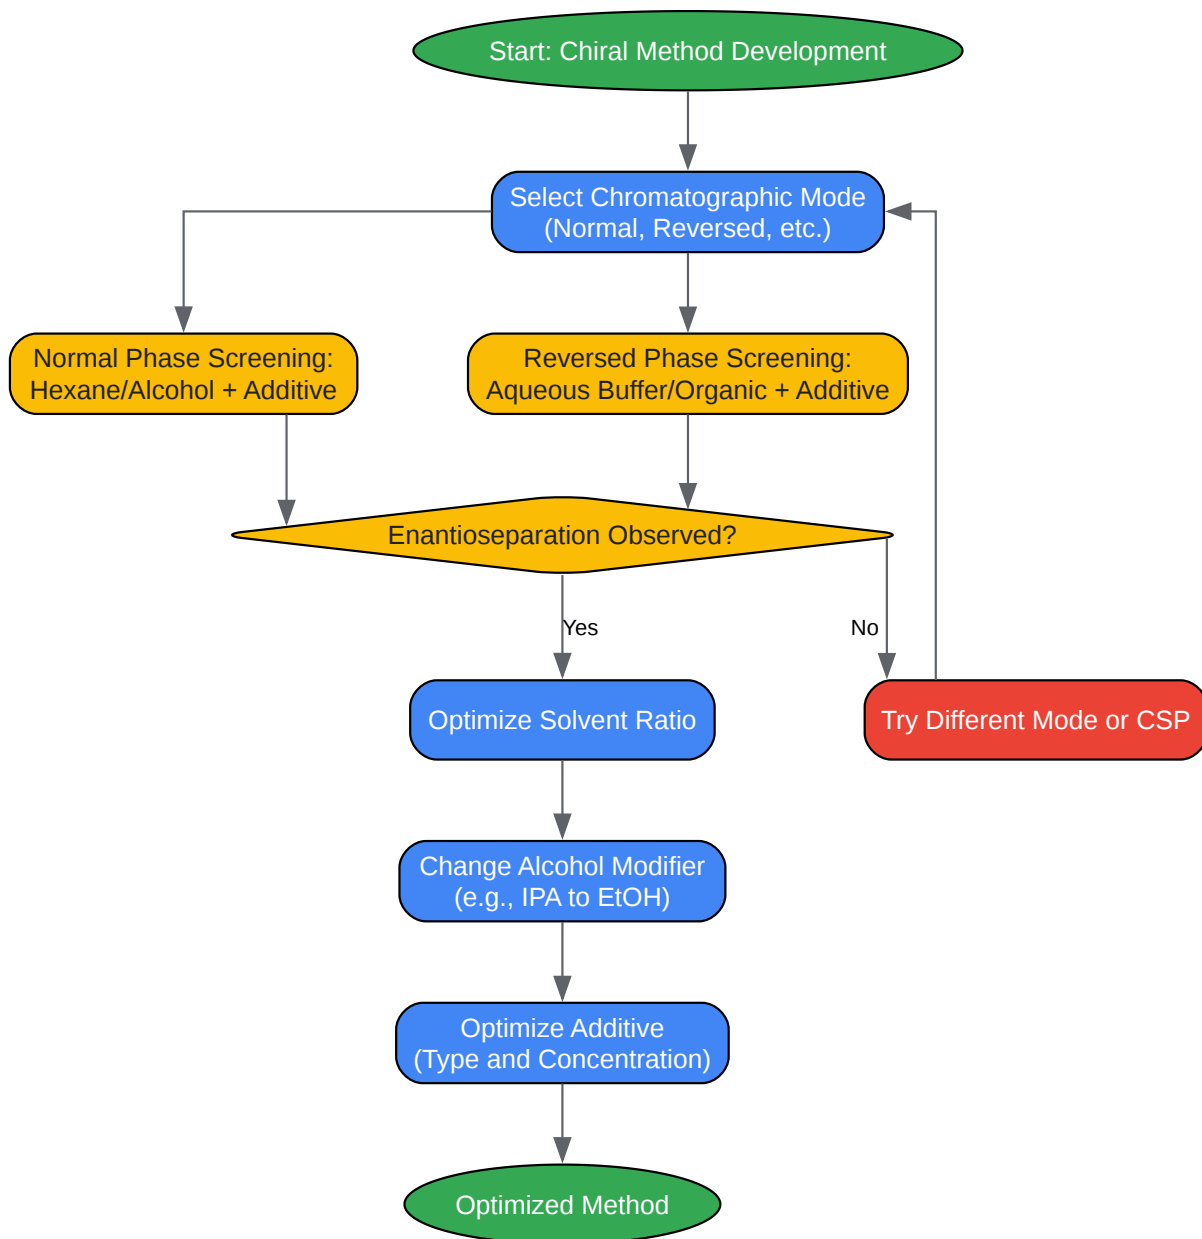 Start: Chiral Method Development
Select Chromatographic Mode
(Normal, Reversed, etc.)
Normal Phase Screening:
Hexane/Alcohol + Additive
Reversed Phase Screening:
Aqueous Buffer/Organic + Additive
Enantioseparation Observed?
Yes
No
Optimize Solvent Ratio
Try Different Mode or CSP
Change Alcohol Modifier
(e.g., IPA to EtOH)
Optimize Additive
(Type and Concentration)
Optimized Method